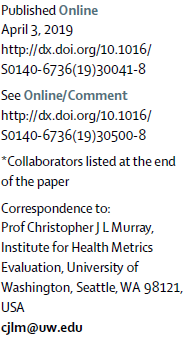 Published Online
April 3, 2019
http://dx.doi.org/10.1016/
S0140-6736(19)30041-8
See Online/Comment
http://dx.doi.org/10.1016/
S0140-6736(19)30500-8
*Collaborators listed at the end
of the paper
Correspondence to:
Prof Christopher J L Murray,
Institute for Health Metrics
Evaluation, University of
Washington, Seattle, WA 98121,
USA
cjlm@uw.edu